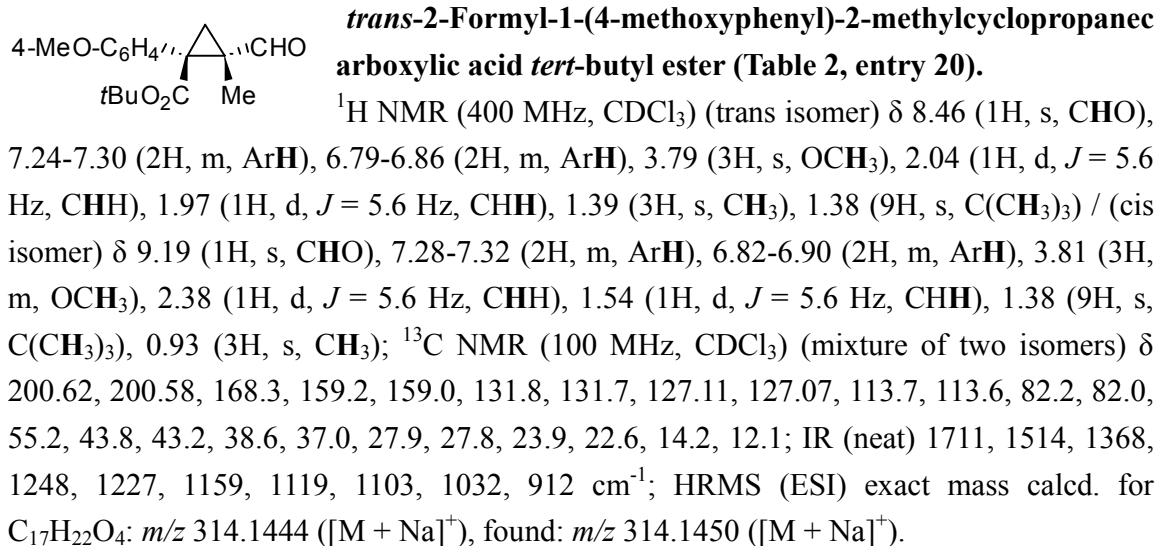 trans-2-Formyl-1-(4-methoxyphenyl)-2-methylcyclopropanec
4-MeO-C₆H₄ CHO
arboxylic acid tert-butyl ester (Table 2, entry 20).
tBuO₂C Me
¹H NMR (400 MHz, CDCl₃) (trans isomer) δ 8.46 (1H, s, CHO),
7.24-7.30 (2H, m, ArH), 6.79-6.86 (2H, m, ArH), 3.79 (3H, s, OCH₃), 2.04 (1H, d, J = 5.6
Hz, CHH), 1.97 (1H, d, J = 5.6 Hz, CHH), 1.39 (3H, s, CH₃), 1.38 (9H, s, C(CH₃)₃) / (cis
isomer) δ 9.19 (1H, s, CHO), 7.28-7.32 (2H, m, ArH), 6.82-6.90 (2H, m, ArH), 3.81 (3H,
m, OCH₃), 2.38 (1H, d, J = 5.6 Hz, CHH), 1.54 (1H, d, J = 5.6 Hz, CHH), 1.38 (9H, s,
C(CH₃)₃), 0.93 (3H, s, CH₃); ¹³C NMR (100 MHz, CDCl₃) (mixture of two isomers) δ
200.62, 200.58, 168.3, 159.2, 159.0, 131.8, 131.7, 127.11, 127.07, 113.7, 113.6, 82.2, 82.0,
55.2, 43.8, 43.2, 38.6, 37.0, 27.9, 27.8, 23.9, 22.6, 14.2, 12.1; IR (neat) 1711, 1514, 1368,
1248, 1227, 1159, 1119, 1103, 1032, 912 cm⁻¹; HRMS (ESI) exact mass calcd. for
C₁₇H₂₂O₄: m/z 314.1444 ([M + Na]⁺), found: m/z 314.1450 ([M + Na]⁺).